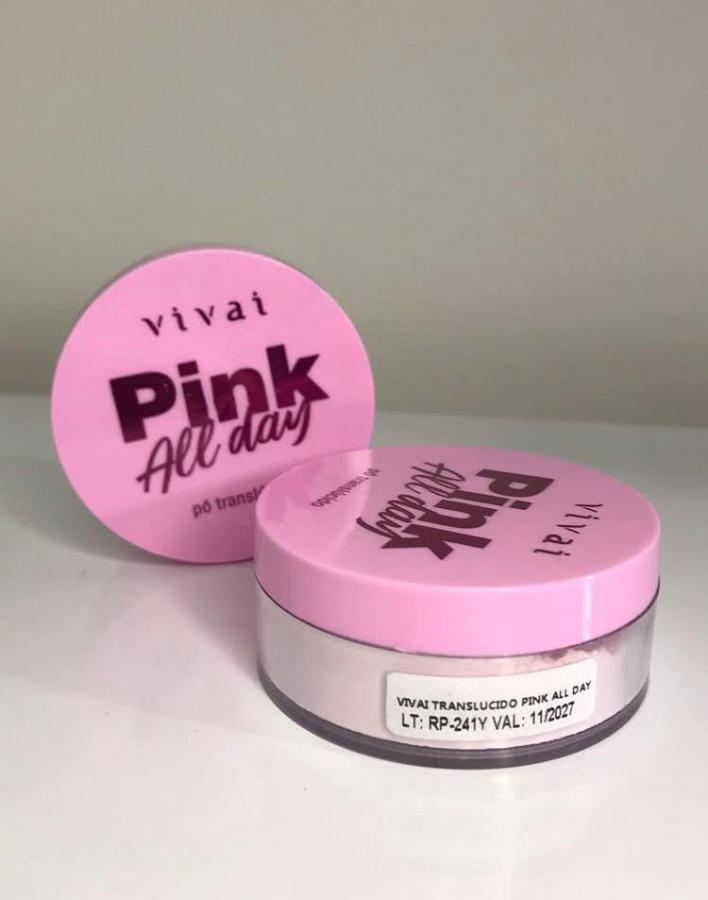 vivai
Pink
All day
pó
vivai
Pink
All day
pó translúcido
VIVAI TRANSLUCIDO PINK ALL DAY
LT: RP-241Y VAL: 11/2027